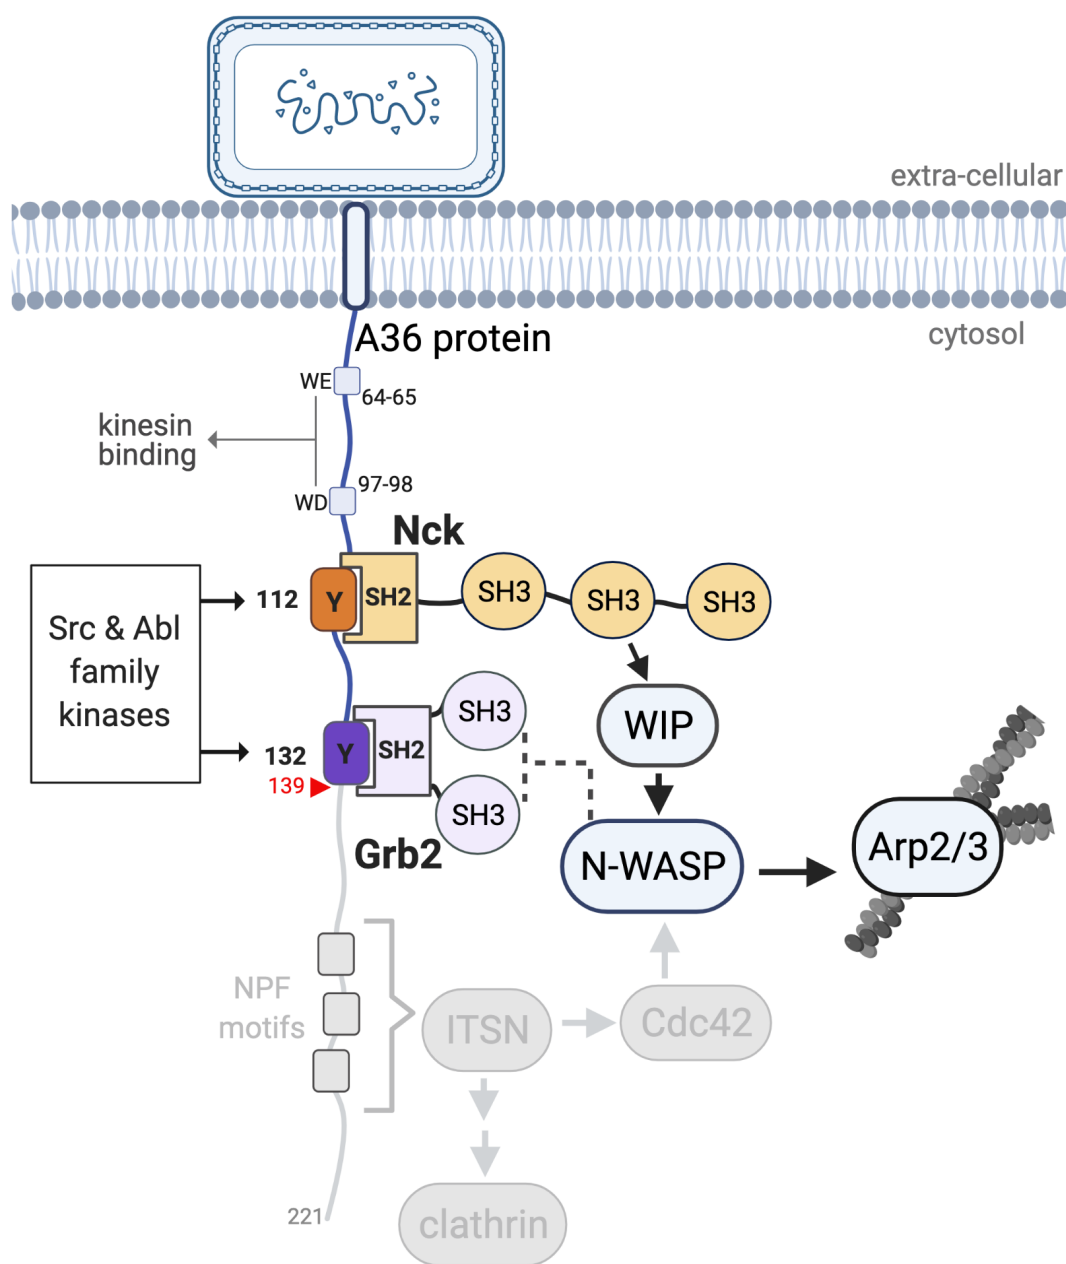 extra-cellular
cytosol
A36 protein
WE
64-65
kinesin
binding
97-98
WD
Nck
Src & Abl
family
kinases
112
Y
SH2
SH3
SH3
SH3
WIP
132
139
Y
SH2
SH3
SH3
Grb2
N-WASP
Arp2/3
NPF
motifs
ITSN
Cdc42
221
clathrin